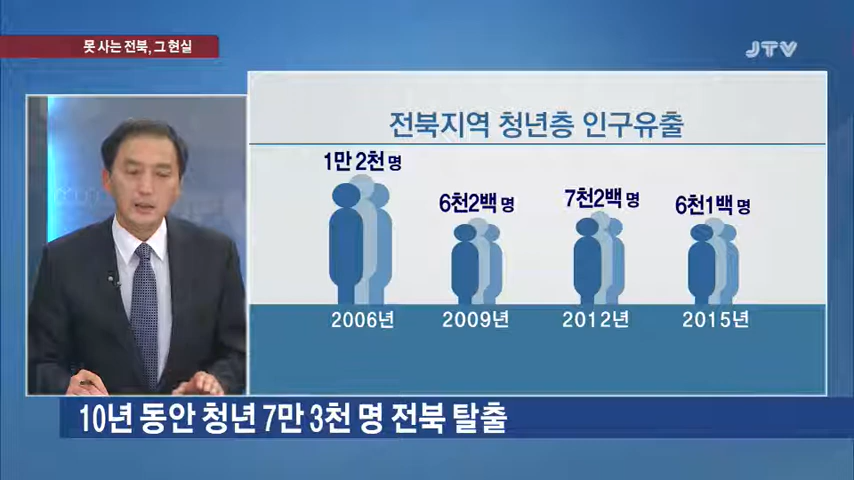 못 사는 전북, 그 현실
JTV
전북지역 청년층 인구유출
1만 2천 명
6천2백 명
7천2백 명
6천1백 명
2006년
2009년
2012년
2015년
10년 동안 청년 7만 3천 명 전북 탈출